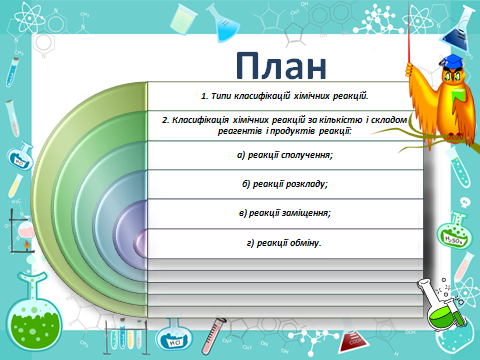 План
1. Типи класифікацій хімічних реакцій.
2. Класифікація хімічних реакцій за кількістю і складом
реагентів і продуктів реакції:
а) реакції сполучення;
б) реакції розкладу;
в) реакції заміщення;
г) реакції обміну.
H₂SO₄
HCl